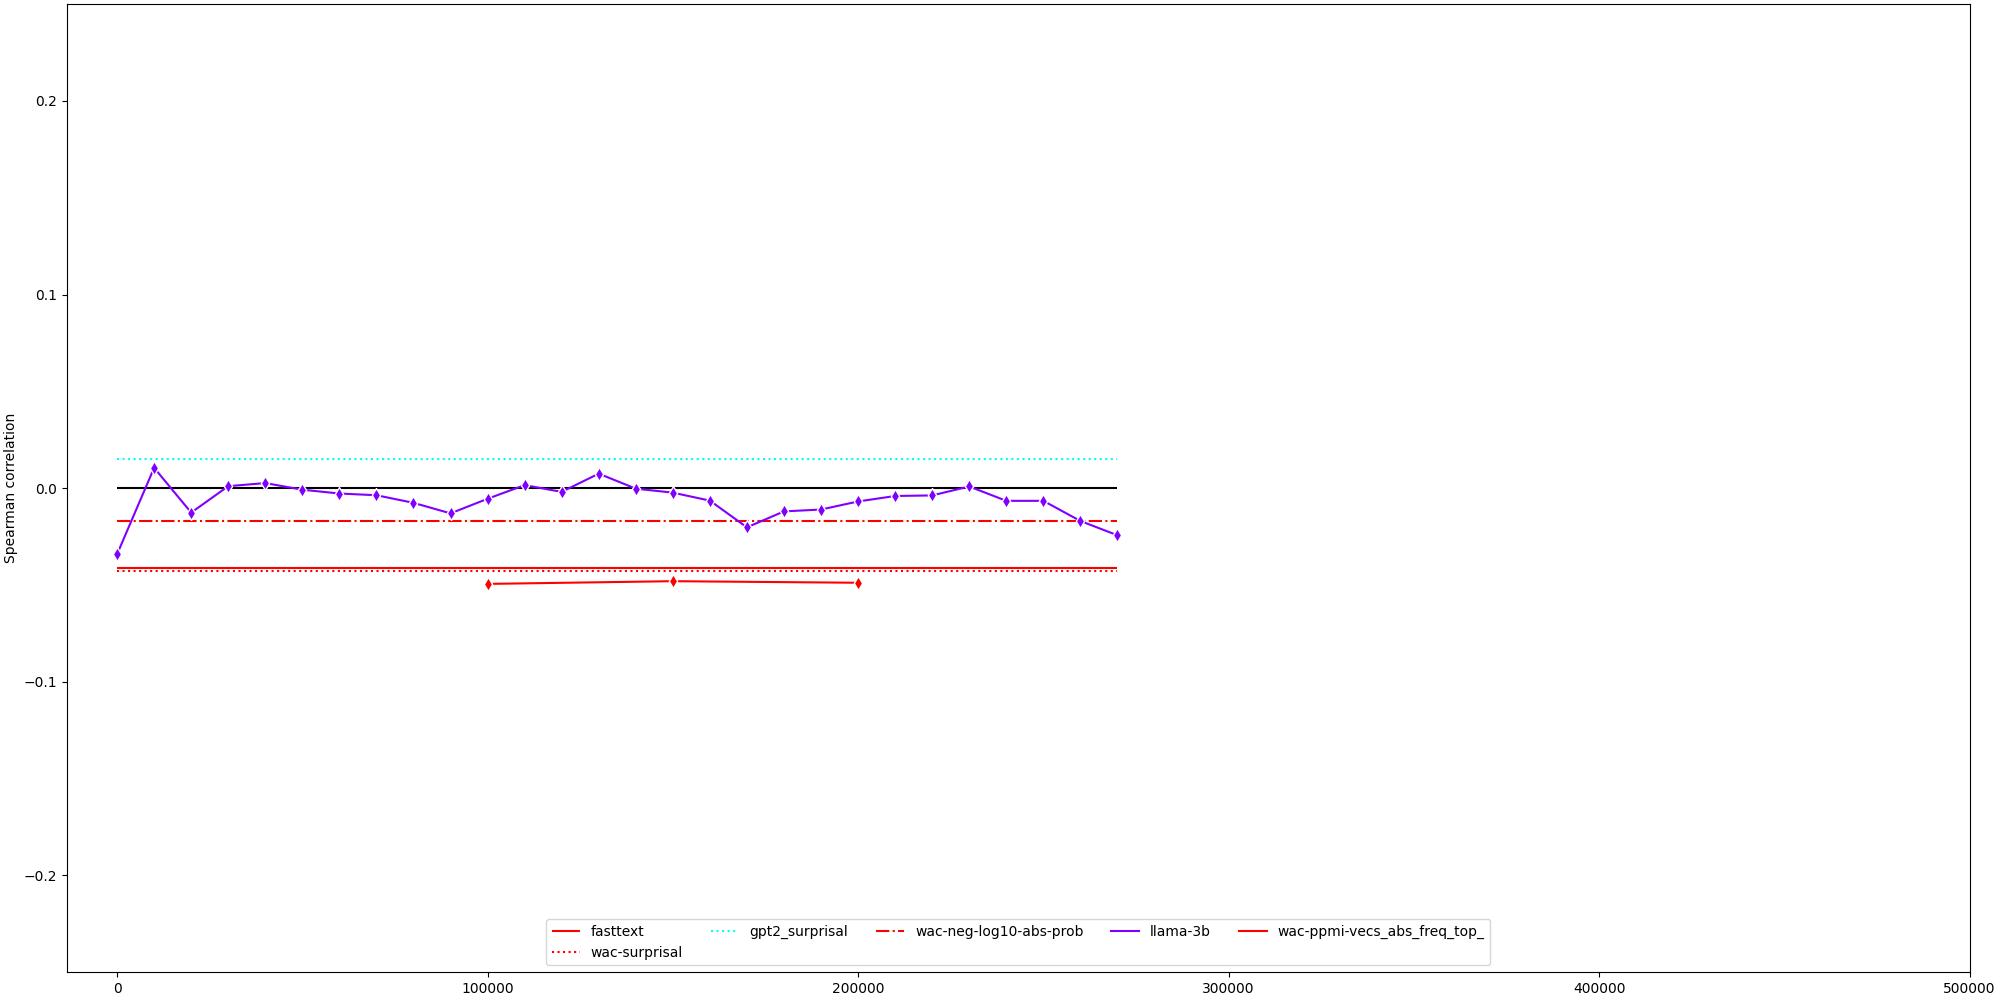 0.2
0.1
0.0
−0.1
−0.2
Spearman correlation
fasttext
wac-surprisal
gpt2_surprisal
wac-neg-log10-abs-prob
llama-3b
wac-ppmi-vecs_abs_freq_top_
0
100000
200000
300000
400000
500000